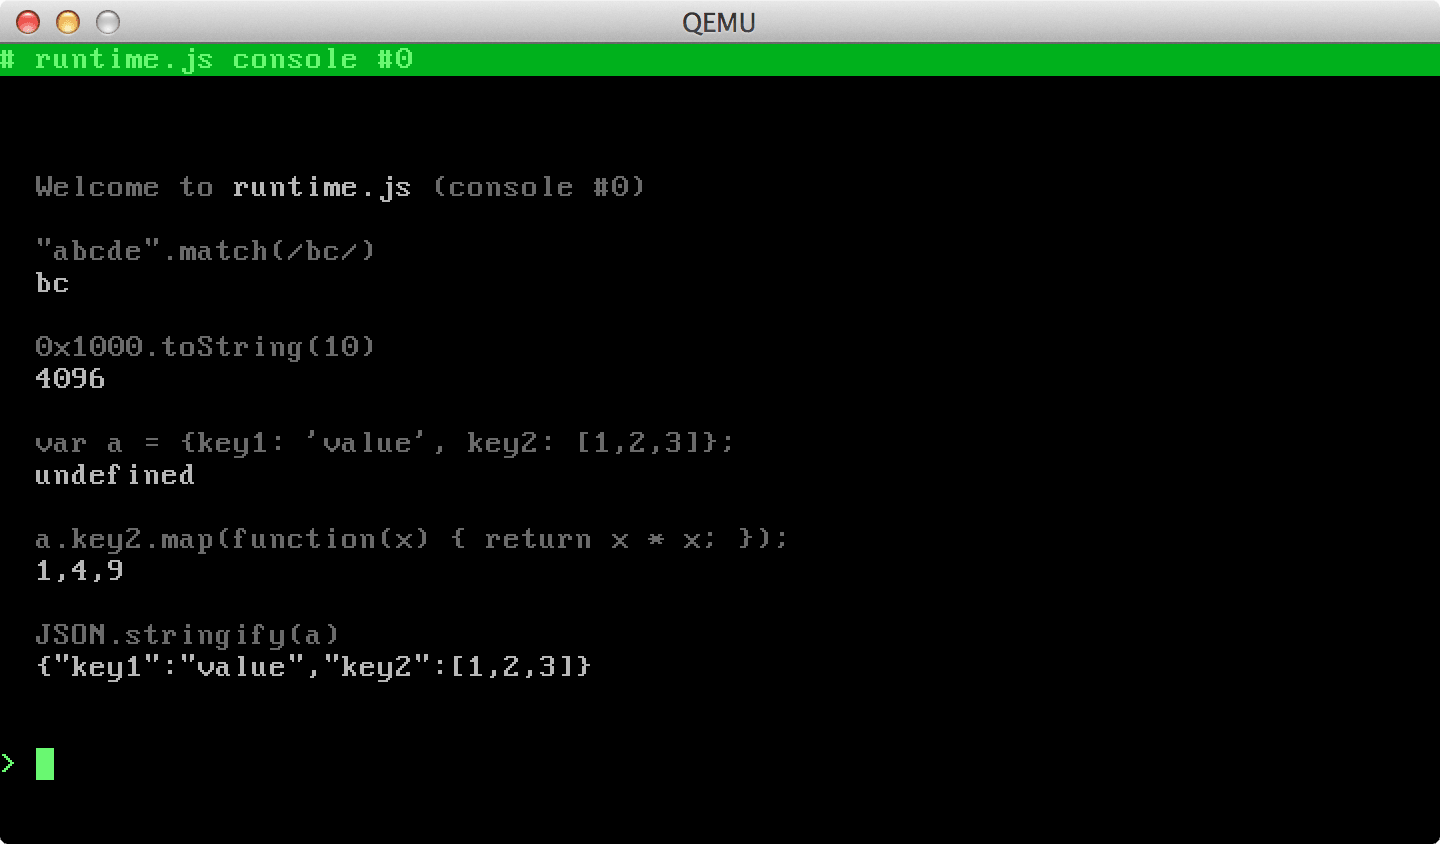 QEMU
# runtime.js console #0
Welcome to runtime.js (console #0)
"abcde".match(/bc/)
bc
0x1000.toString(10)
4096
var a = {key1: 'value', key2: [1,2,3]};
undefined
a.key2.map(function(x) { return x * x; });
1,4,9
JSON.stringify(a)
{"key1":"value","key2":[1,2,3]}
>